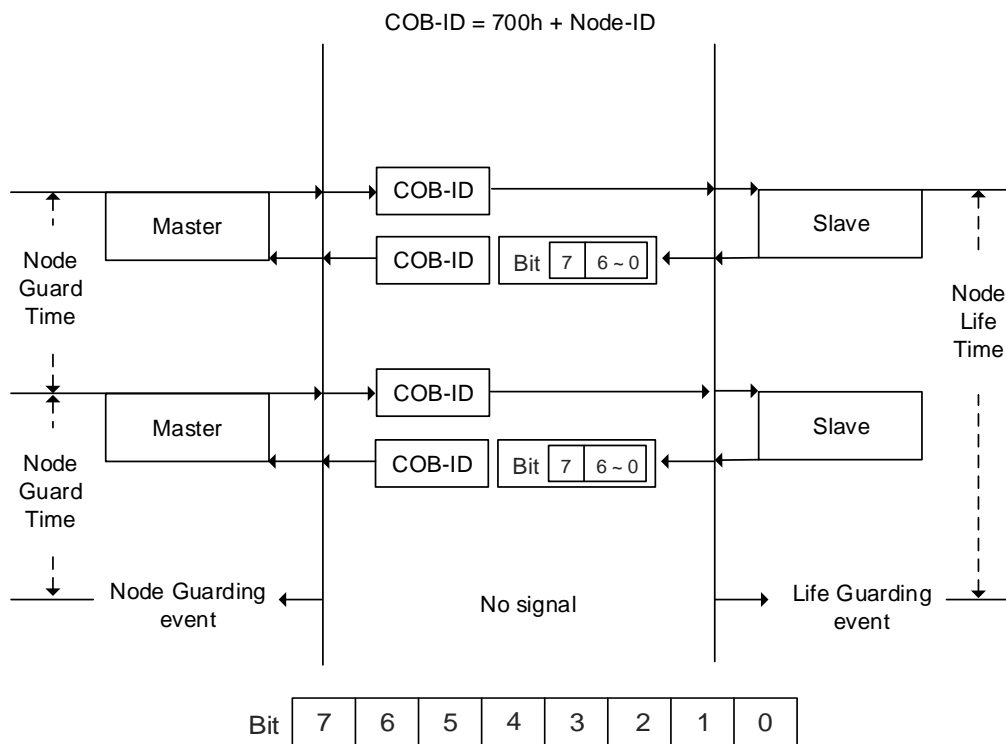 COB-ID = 700h + Node-ID
COB-ID
Master
Slave
COB-ID
Bit 7 6 ~ 0
Node
Guard
Time
Node
Life
Time
COB-ID
Master
Slave
COB-ID
Bit 7 6 ~ 0
Node
Guard
Time
Node Guarding
event
No signal
Life Guarding
event
Bit 7 6 5 4 3 2 1 0